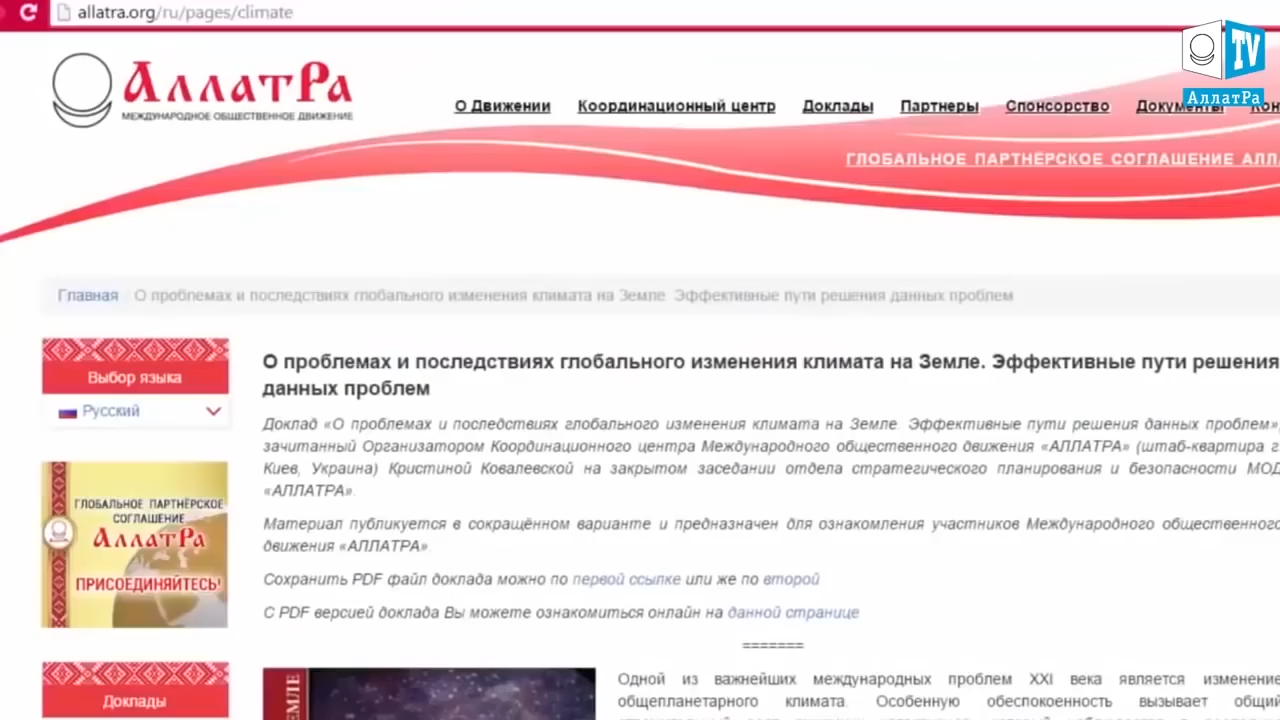 allatra.org/ru/pages/climate
TV
АллатРа
АллатРа
МЕЖДУНАРОДНОЕ ОБЩЕСТВЕННОЕ ДВИЖЕНИЕ
О Движении Координационный центр Доклады Партнеры Спонсорство Документы Кон
ГЛОБАЛЬНОЕ ПАРТНЁРСКОЕ СОГЛАШЕНИЕ АЛЛ
Главная О проблемах и последствиях глобального изменения климата на Земле. Эффективные пути решения данных проблем
Выбор языка
Русский
ГЛОБАЛЬНОЕ ПАРТНЁРСКОЕ
СОГЛАШЕНИЕ
АллатРа
ПРИСОЕДИНЯЙТЕСЬ!
Доклады
О проблемах и последствиях глобального изменения климата на Земле. Эффективные пути решения
данных проблем
Доклад «О проблемах и последствиях глобального изменения климата на Земле. Эффективные пути решения данных проблем»,
зачитанный Организатором Координационного центра Международного общественного движения «АЛЛАТРА» (штаб-квартира г.
Киев, Украина) Кристиной Ковалевской на закрытом заседании отдела стратегического планирования и безопасности МОД
«АЛЛАТРА».
Материал публикуется в сокращённом варианте и предназначен для ознакомления участников Международного общественного
движения «АЛЛАТРА»
Сохранить PDF файл доклада можно по первой ссылке или же по второй
С PDF версией доклада Вы можете ознакомиться онлайн на данной странице
=======
ЗЕМЛЕ
Одной из важнейших международных проблем XXI века является изменение
общепланетарного климата. Особенную обеспокоенность вызывает общи